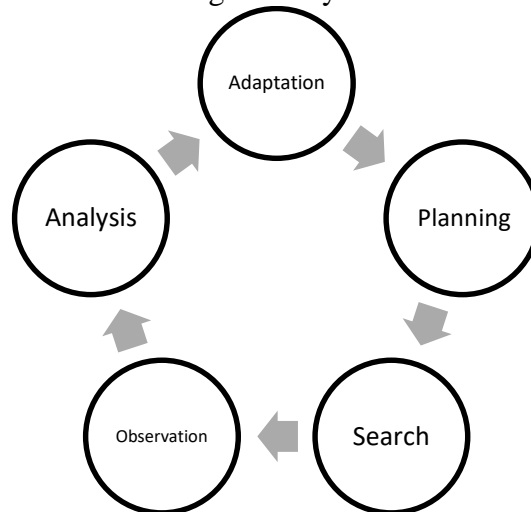 Adaptation
Planning
Search
Observation
Analysis